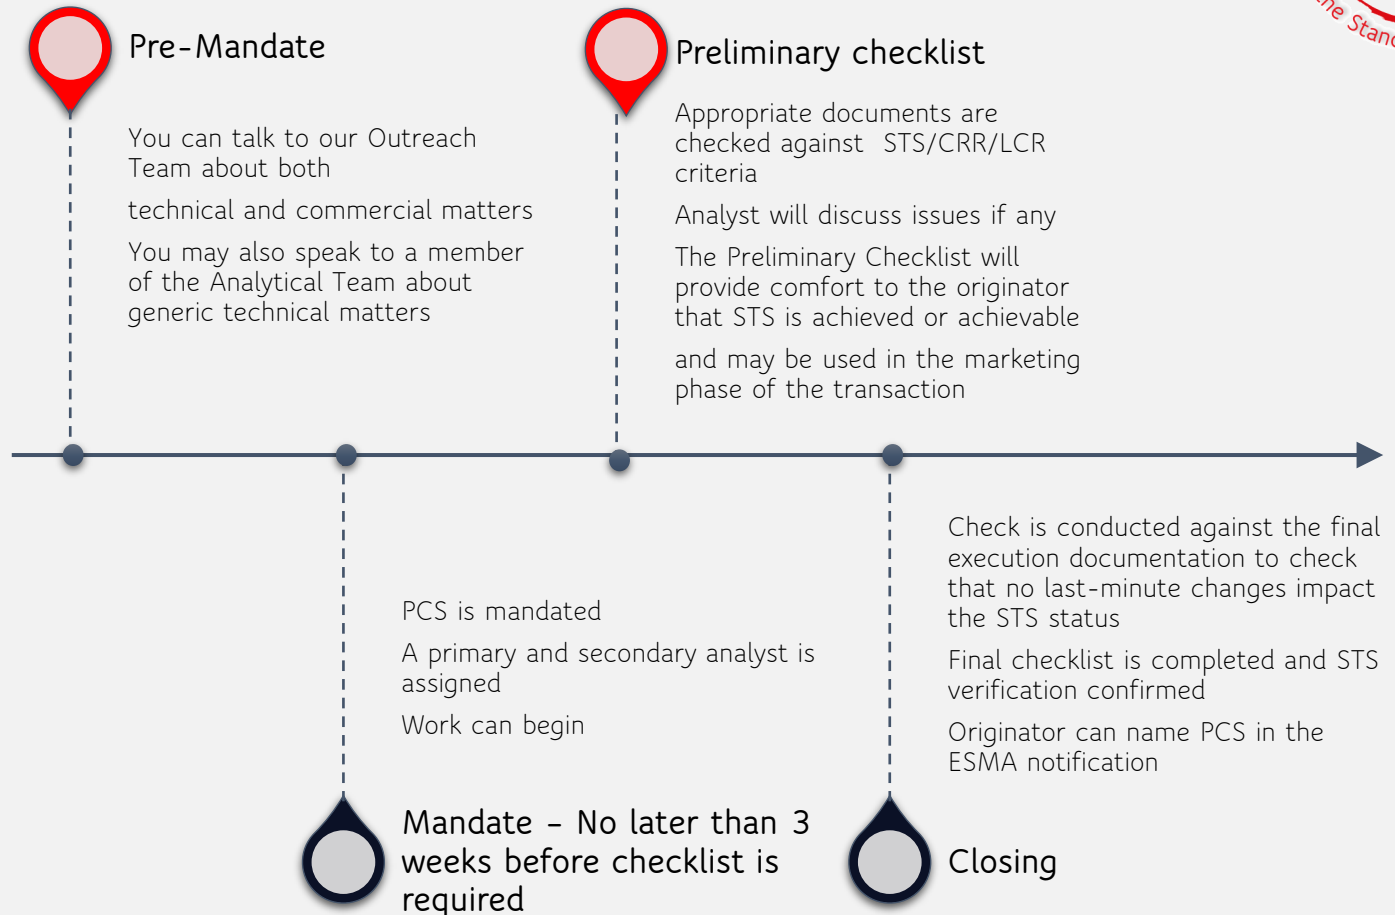 Pre-Mandate
You can talk to our Outreach
Team about both
technical and commercial matters
You may also speak to a member
of the Analytical Team about
generic technical matters
Preliminary checklist
Appropriate documents are
checked against STS/CRR/LCR
criteria
Analyst will discuss issues if any
The Preliminary Checklist will
provide comfort to the originator
that STS is achieved or achievable
and may be used in the marketing
phase of the transaction
PCS is mandated
A primary and secondary analyst is
assigned
Work can begin
Mandate – No later than 3
weeks before checklist is
required
Check is conducted against the final
execution documentation to check
that no last-minute changes impact
the STS status
Final checklist is completed and STS
verification confirmed
Originator can name PCS in the
ESMA notification
Closing